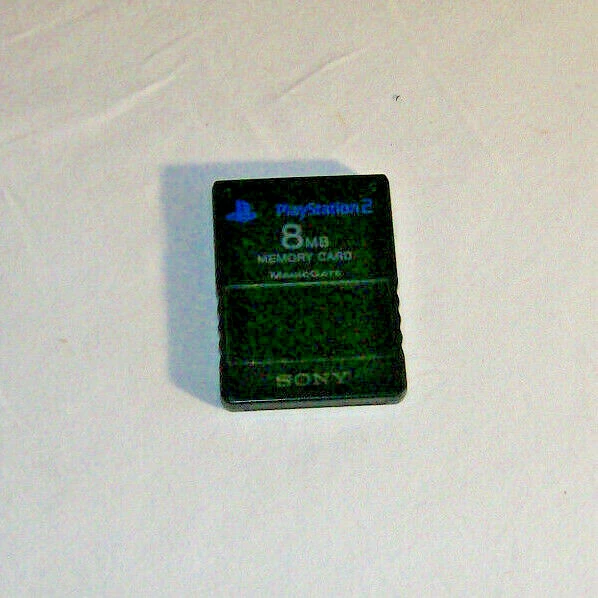 PlayStation 2
8MB
MEMORY CARD
MAGICGATE
SONY